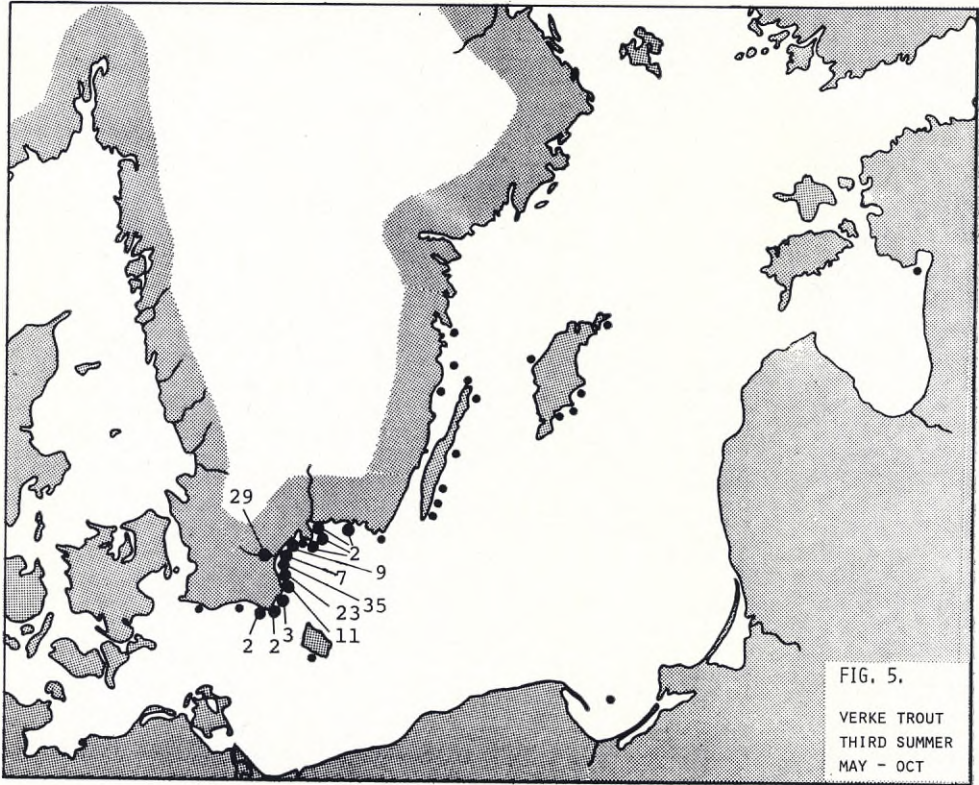 29
2
9
7
35
23
11
3
2
2
FIG. 5.
VERKE TROUT
THIRD SUMMER
MAY - OCT